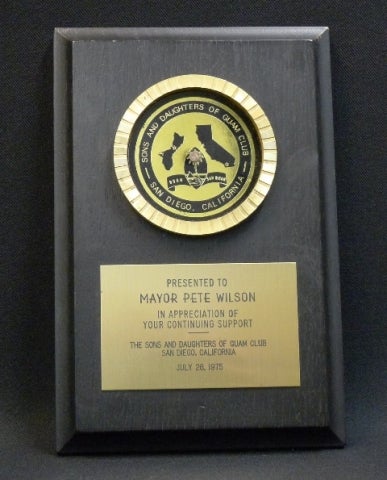 SONS AND DAUGHTERS OF GUAM CLUB
SAN DIEGO, CALIFORNIA
PRESENTED TO
MAYOR PETE WILSON
IN APPRECIATION OF
YOUR CONTINUING SUPPORT
THE SONS AND DAUGHTERS OF GUAM CLUB
SAN DIEGO, CALIFORNIA
JULY 26, 1975